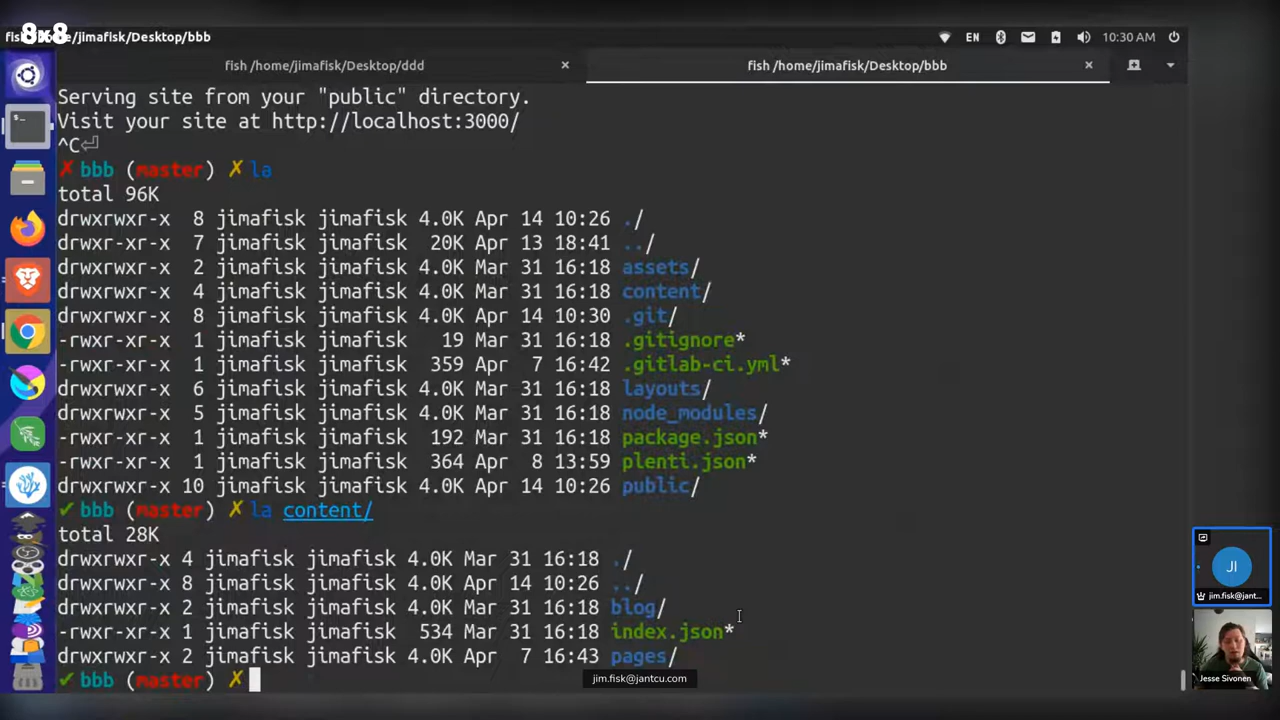 8x8
fish /home/jimafisk/Desktop/bbb
EN
10:30 AM
fish /home/jimafisk/Desktop/ddd
fish /home/jimafisk/Desktop/bbb
Serving site from your "public" directory.
Visit your site at http://localhost:3000/
^C⏎
✗ bbb (master) ✗ la
total 96K
drwxrwxr-x  8 jimafisk jimafisk 4.0K Apr 14 10:26 ./
drwxr-xr-x  7 jimafisk jimafisk  20K Apr 13 18:41 ../
drwxrwxr-x  2 jimafisk jimafisk 4.0K Mar 31 16:18 assets/
drwxrwxr-x  4 jimafisk jimafisk 4.0K Mar 31 16:18 content/
drwxrwxr-x  8 jimafisk jimafisk 4.0K Apr 14 10:30 .git/
-rwxr-xr-x  1 jimafisk jimafisk   19 Mar 31 16:18 .gitignore*
-rwxr-xr-x  1 jimafisk jimafisk  359 Apr  7 16:42 .gitlab-ci.yml*
drwxrwxr-x  6 jimafisk jimafisk 4.0K Mar 31 16:18 layouts/
drwxrwxr-x  5 jimafisk jimafisk 4.0K Mar 31 16:18 node_modules/
-rwxr-xr-x  1 jimafisk jimafisk  192 Mar 31 16:18 package.json*
-rwxr-xr-x  1 jimafisk jimafisk  364 Apr  8 13:59 plenti.json*
drwxrwxr-x 10 jimafisk jimafisk 4.0K Apr 14 10:26 public/
✔ bbb (master) ✗ la content/
total 28K
drwxrwxr-x 4 jimafisk jimafisk 4.0K Mar 31 16:18 ./
drwxrwxr-x 8 jimafisk jimafisk 4.0K Apr 14 10:26 ../
drwxrwxr-x 2 jimafisk jimafisk 4.0K Mar 31 16:18 blog/
-rwxr-xr-x 1 jimafisk jimafisk  534 Mar 31 16:18 index.json*
drwxrwxr-x 2 jimafisk jimafisk 4.0K Apr  7 16:43 pages/
✔ bbb (master) ✗
jim.fisk@jantcu.com
JI
jim.fisk@jant...
Jesse Sivonen